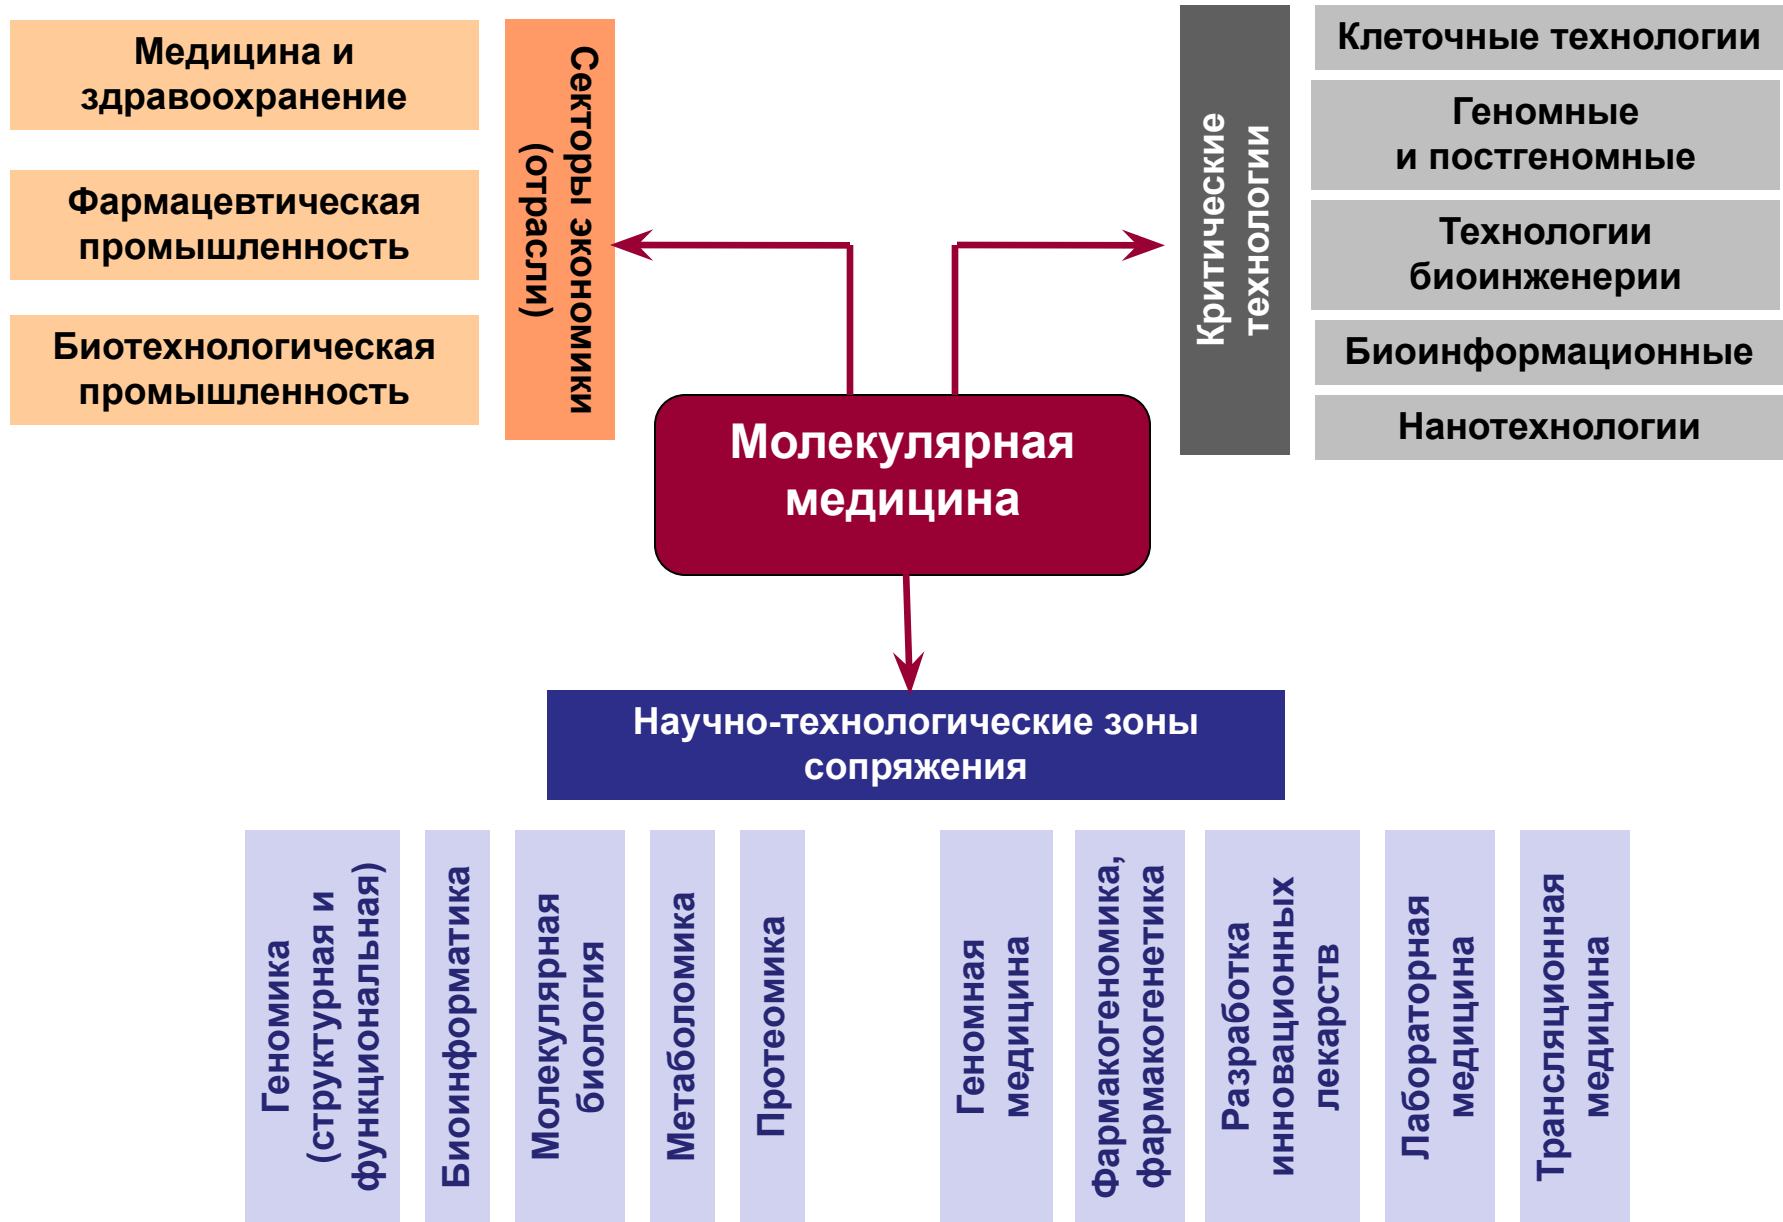 Медицина и
здравоохранение
Фармацевтическая
промышленность
Биотехнологическая
промышленность
Секторы экономики
(отрасли)
Критические
технологии
Клеточные технологии
Геномные
и постгеномные
Технологии
биоинженерии
Биоинформационные
Нанотехнологии
Молекулярная
медицина
Научно-технологические зоны
сопряжения
Геномика
(структурная и
функциональная)
Биоинформатика
Молекулярная
биология
Метаболомика
Протеомика
Геномная
медицина
Фармакогеномика,
фармакогенетика
Разработка
инновационных
лекарств
Лабораторная
медицина
Трансляционная
медицина